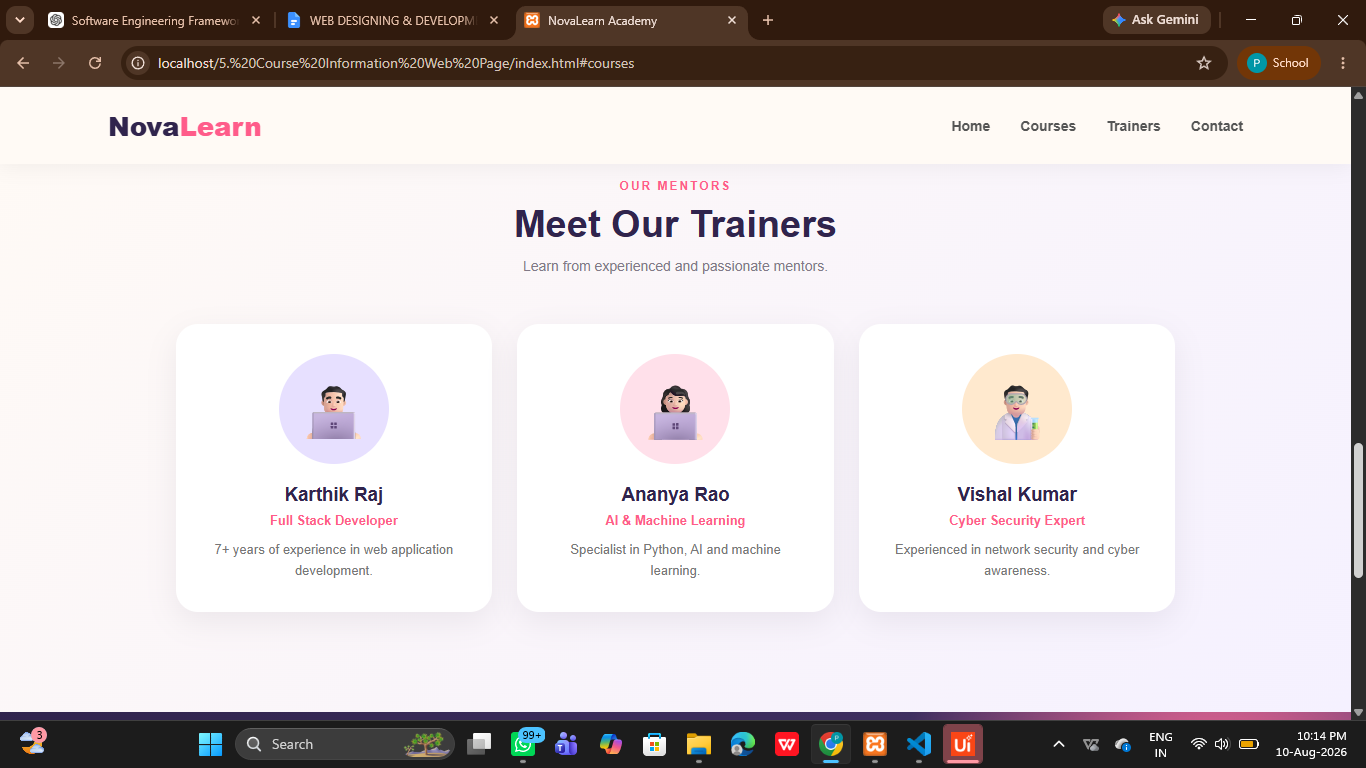 Software Engineering Framewo
WEB DESIGNING & DEVELOPM
NovaLearn Academy
Ask Gemini
localhost/5.%20Course%20Information%20Web%20Page/index.html#courses
P
School
NovaLearn
Home
Courses
Trainers
Contact
OUR MENTORS
Meet Our Trainers
Learn from experienced and passionate mentors.
Karthik Raj
Full Stack Developer
7+ years of experience in web application
development.
Ananya Rao
AI & Machine Learning
Specialist in Python, AI and machine
learning.
Vishal Kumar
Cyber Security Expert
Experienced in network security and cyber
awareness.
3
Search
99+
Ui
ENG
IN
10:14 PM
10-Aug-2026